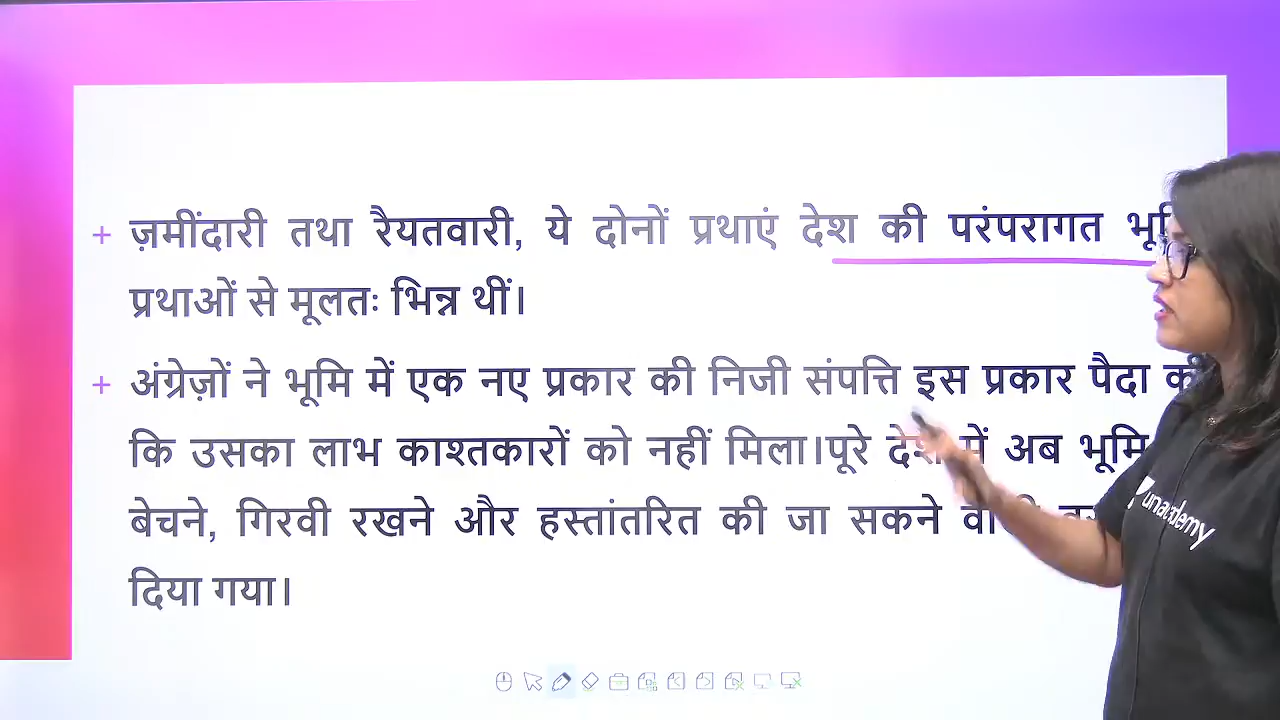 + ज़मींदारी तथा रैयतवारी, ये दोनों प्रथाएं देश की परंपरागत
प्रथाओं से मूलतः भिन्न थीं।
+ अंग्रेज़ों ने भूमि में एक नए प्रकार की निजी संपत्ति इस प्रकार पैदा की
कि उसका लाभ काश्तकारों को नहीं मिला।पूरे देश में अब भूमि
बेचने, गिरवी रखने और हस्तांतरित की जा सकने
दिया गया।
unacademy